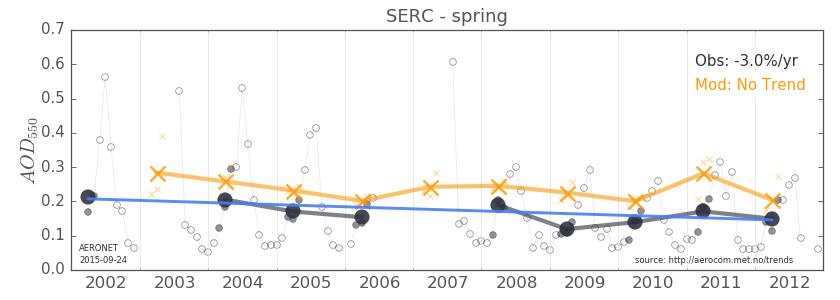 SERC - spring
0.7
0.6
0.5
0.4
0.3
0.2
0.1
0.0
AOD550
Obs: -3.0%/yr
Mod: No Trend
AERONET
2015-09-24
source: http://aerocom.met.no/trends
2002 2003 2004 2005 2006 2007 2008 2009 2010 2011 2012